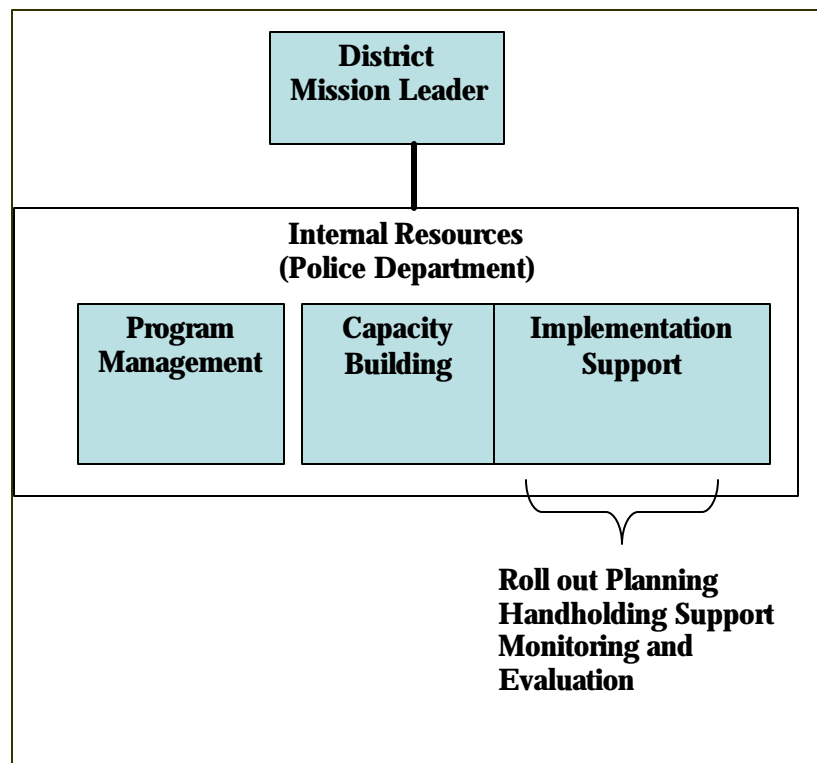 District
Mission Leader
Internal Resources
(Police Department)
Program
Management
Capacity
Building
Implementation
Support
Roll out Planning
Handholding Support
Monitoring and
Evaluation